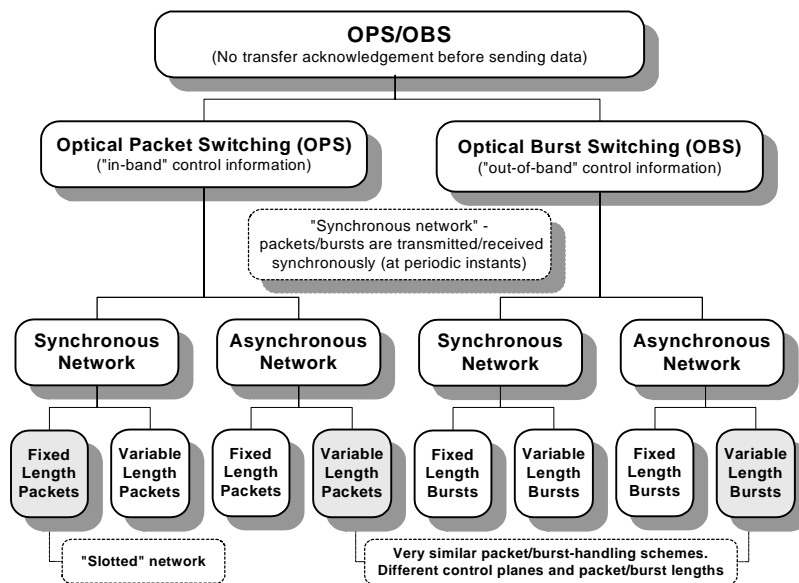 OPS/OBS
(No transfer acknowledgement before sending data)
Optical Packet Switching (OPS)
("in-band" control information)
Optical Burst Switching (OBS)
("out-of-band" control information)
"Synchronous network" -
packets/bursts are transmitted/received
synchronously (at periodic instants)
Synchronous
Network
Asynchronous
Network
Synchronous
Network
Asynchronous
Network
Fixed
Length
Packets
Variable
Length
Packets
Fixed
Length
Packets
Variable
Length
Packets
Fixed
Length
Bursts
Variable
Length
Bursts
Fixed
Length
Bursts
Variable
Length
Bursts
"Slotted" network
Very similar packet/burst-handling schemes.
Different control planes and packet/burst lengths